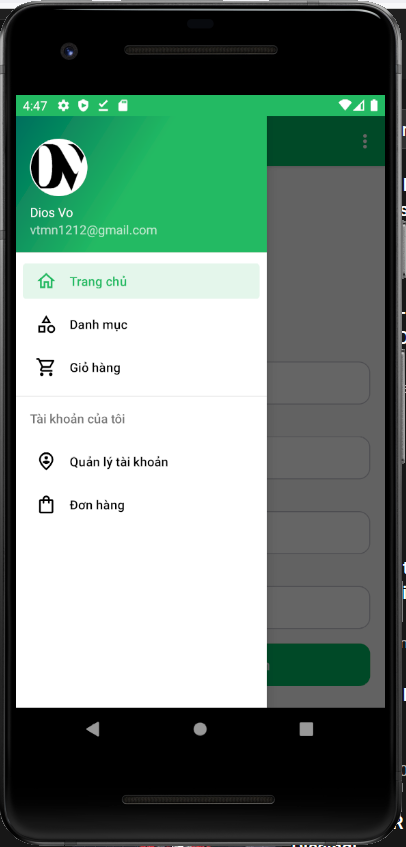 4:47
Dios Vo
vtmn1212@gmail.com
Trang chủ
Danh mục
Giỏ hàng
Tài khoản của tôi
Quản lý tài khoản
Đơn hàng